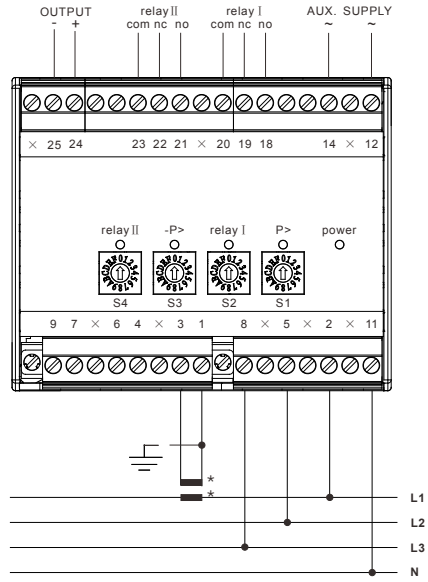 OUTPUT relay II relay I AUX. SUPPLY
- + com nc no com nc no ~ ~
× 25 24 23 22 21 × 20 19 18 14 × 12
relay II -P> relay I P> power
S4 S3 S2 S1
9 7 × 6 4 × 3 1 8 × 5 × 2 × 11
*
* L1
L2
L3
N